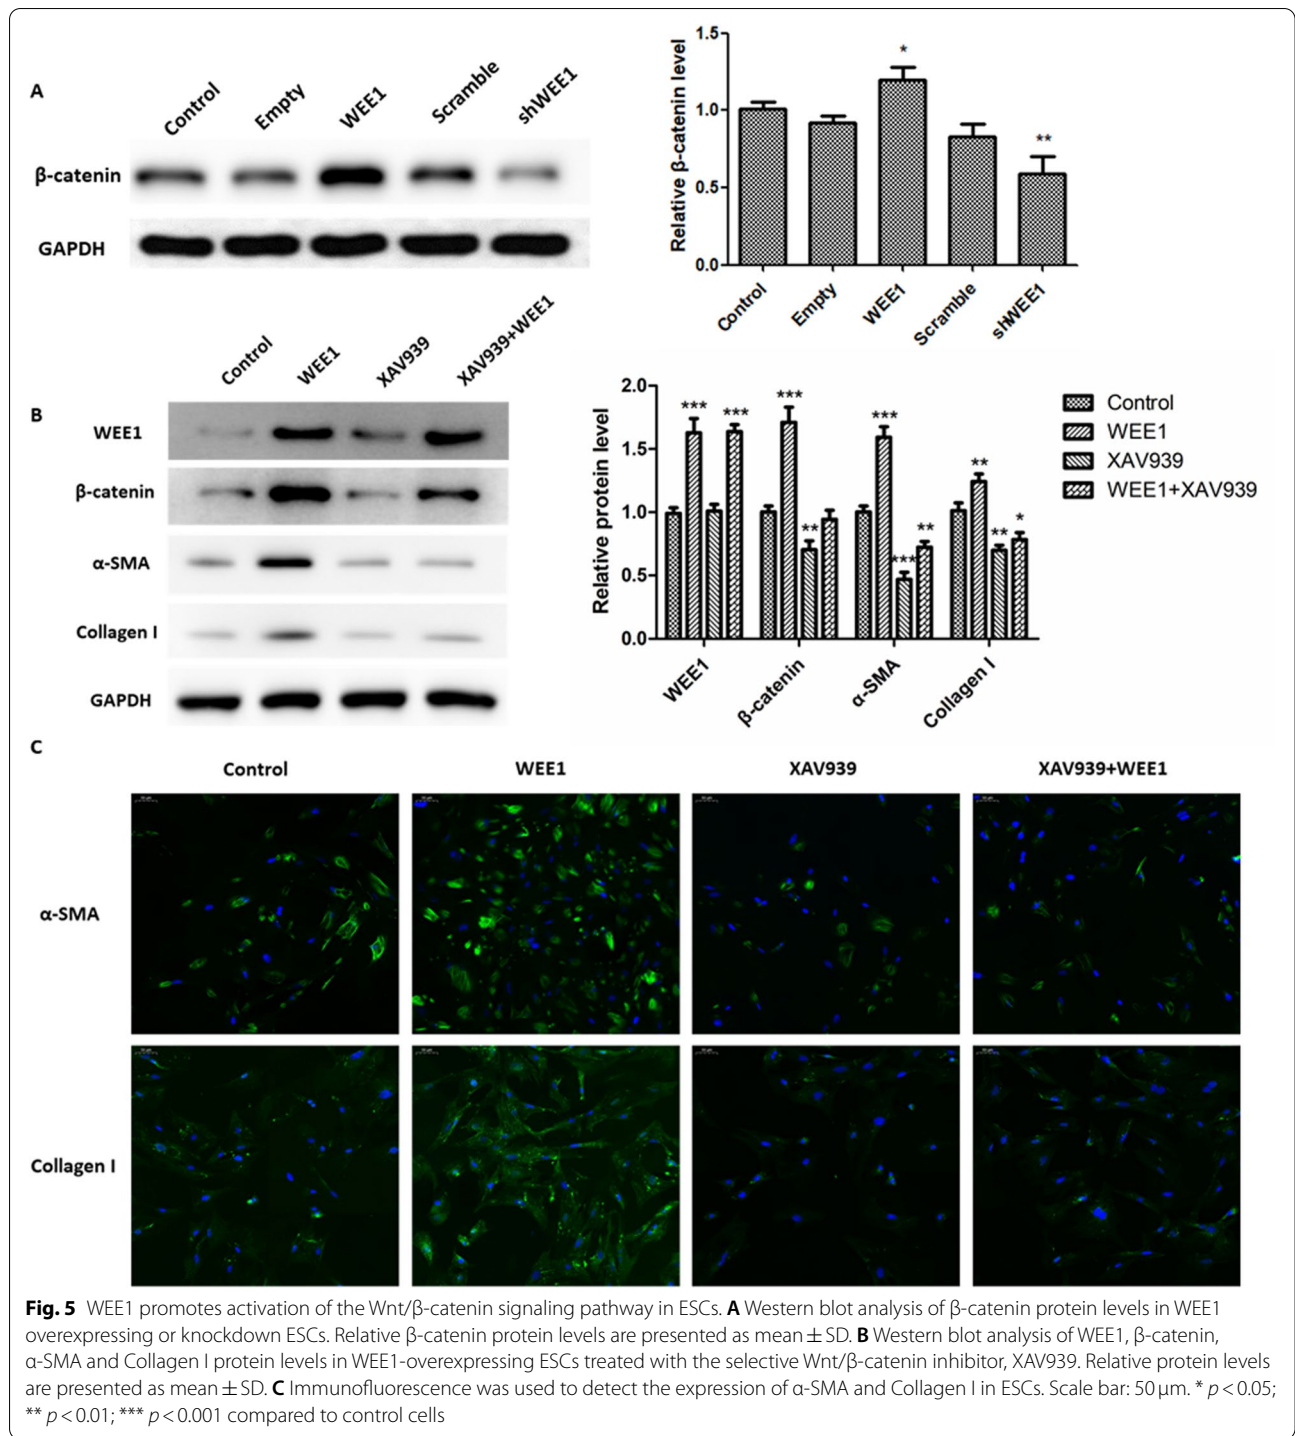 A
Control
Empty
WEE1
Scramble
shWEE1
β-catenin
GAPDH
Relative β-catenin level
1.5
1.0
0.5
0.0
*
**
Control
Empty
WEE1
Scramble
shWEE1
B
Control
WEE1
XAV939
XAV939+WEE1
WEE1
β-catenin
α-SMA
Collagen I
GAPDH
Relative protein level
2.0
1.5
1.0
0.5
0.0
***
***
***
**
***
***
**
**
**
*
WEE1
β-catenin
α-SMA
Collagen I
Control
WEE1
XAV939
WEE1+XAV939
C
Control
WEE1
XAV939
XAV939+WEE1
α-SMA
Collagen I
Fig. 5 WEE1 promotes activation of the Wnt/β-catenin signaling pathway in ESCs. A Western blot analysis of β-catenin protein levels in WEE1
overexpressing or knockdown ESCs. Relative β-catenin protein levels are presented as mean ± SD. B Western blot analysis of WEE1, β-catenin,
α-SMA and Collagen I protein levels in WEE1-overexpressing ESCs treated with the selective Wnt/β-catenin inhibitor, XAV939. Relative protein levels
are presented as mean ± SD. C Immunofluorescence was used to detect the expression of α-SMA and Collagen I in ESCs. Scale bar: 50 μm. * p < 0.05;
** p < 0.01; *** p < 0.001 compared to control cells